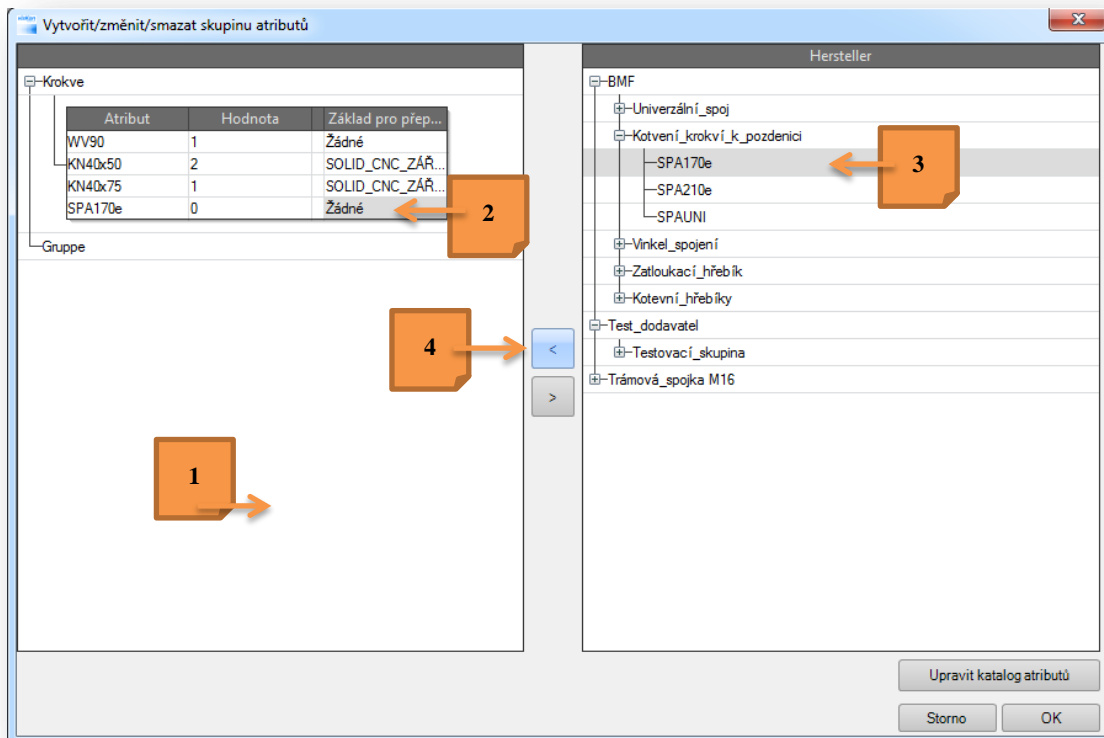 Vytvořit/změnit/smazat skupinu atributů
x
Krokve
Atribut Hodnota Základ pro přep...
WV90 1 Žádné
KN40x50 2 SOLID_CNC_ZÁŘ...
KN40x75 1 SOLID_CNC_ZÁŘ...
SPA170e 0 Žádné
Gruppe
1
2
3
4
<
>
Hersteller
BMF
Univerzální_spoj
Kotvení_krokví_k_pozdenici
SPA170e
SPA210e
SPAUNI
Vinkel_spojení
Zatloukací_hřebík
Kotevní_hřebíky
Test_dodavatel
Testovací_skupina
Trámová_spojka M16
Upravit katalog atributů
Storno OK